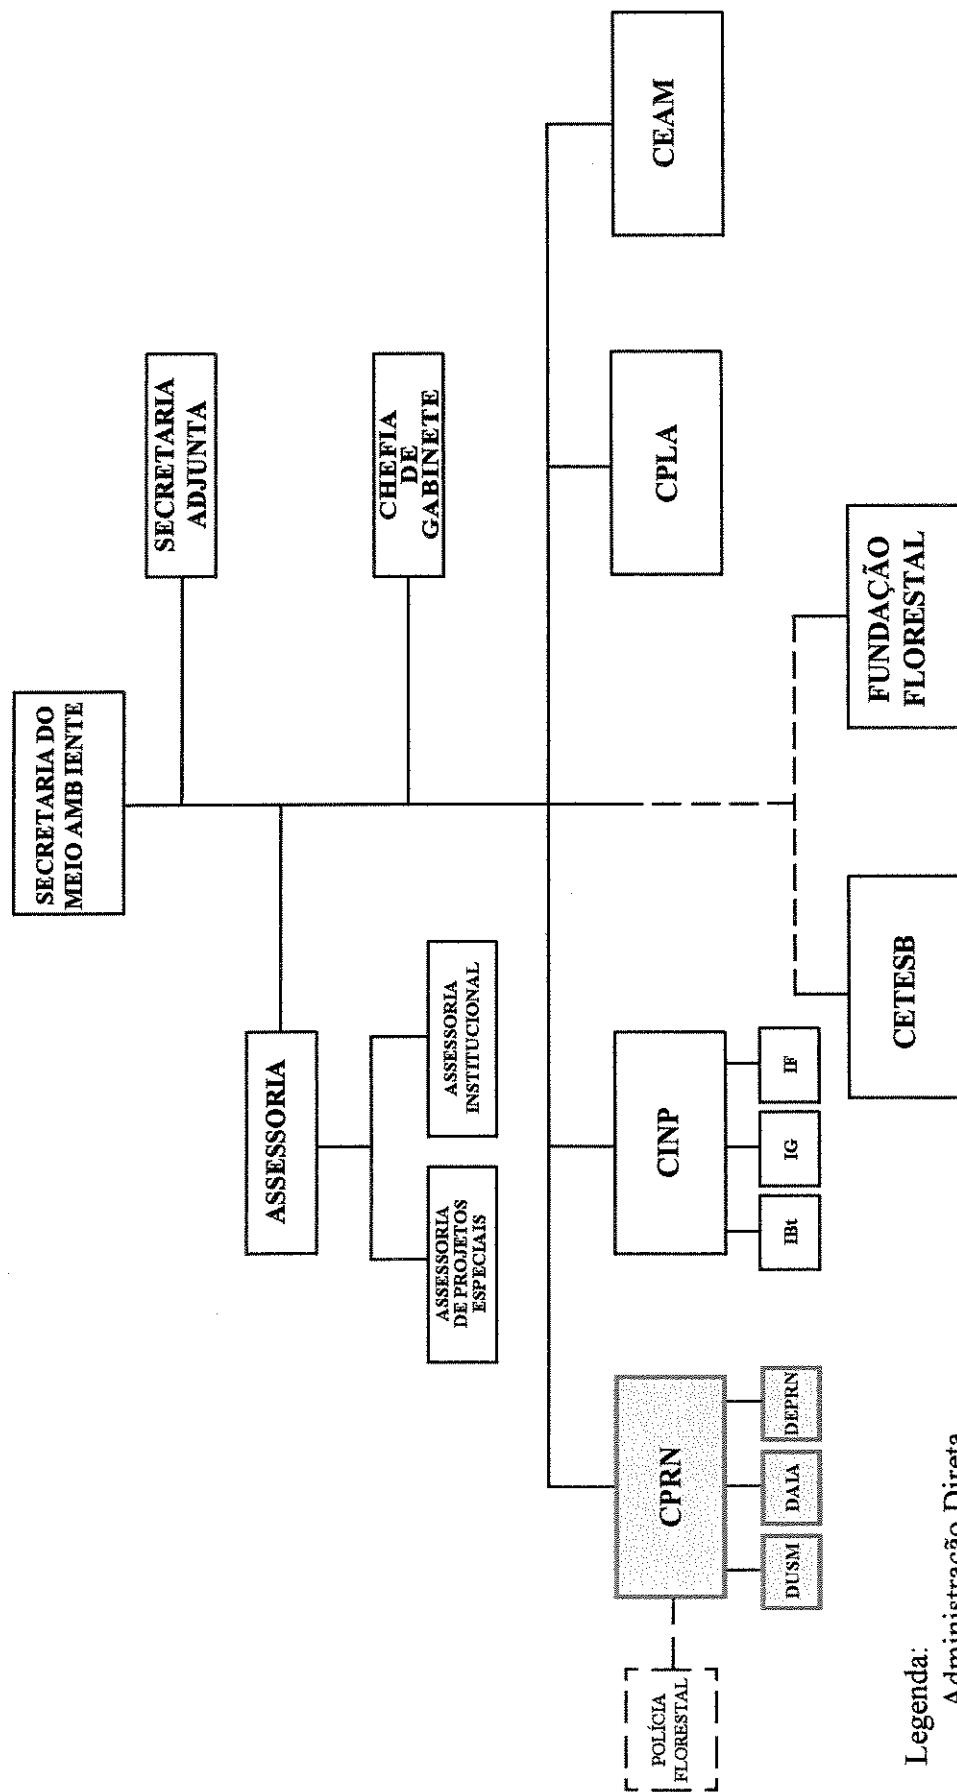 SECRETARIA DO
MEIO AMBIENTE
SECRETARIA
ADJUNTA
ASSESSORIA
CHEFIA
DE
GABINETE
ASSESSORIA
DE PROJETOS
ESPECIAIS
ASSESSORIA
INSTITUCIONAL
POLÍCIA
FLORESTAL
CPRN
CINP
CPLA
CEAM
DUSM
DAIA
DEPRN
IBt
IG
IF
CETESB
FUNDAÇÃO
FLORESTAL
Legenda:
Administração Direta